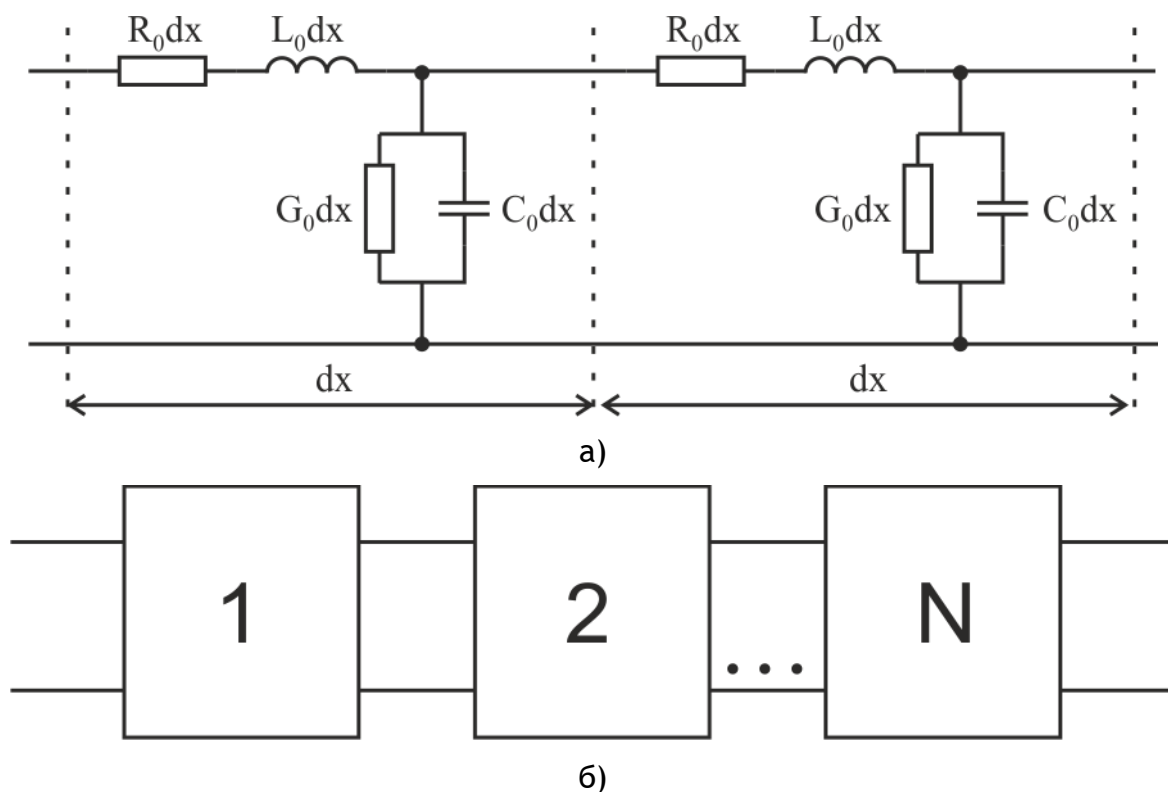 R₀dx L₀dx R₀dx L₀dx
G₀dx C₀dx G₀dx C₀dx
dx dx
а)
1 2 ... N
б)